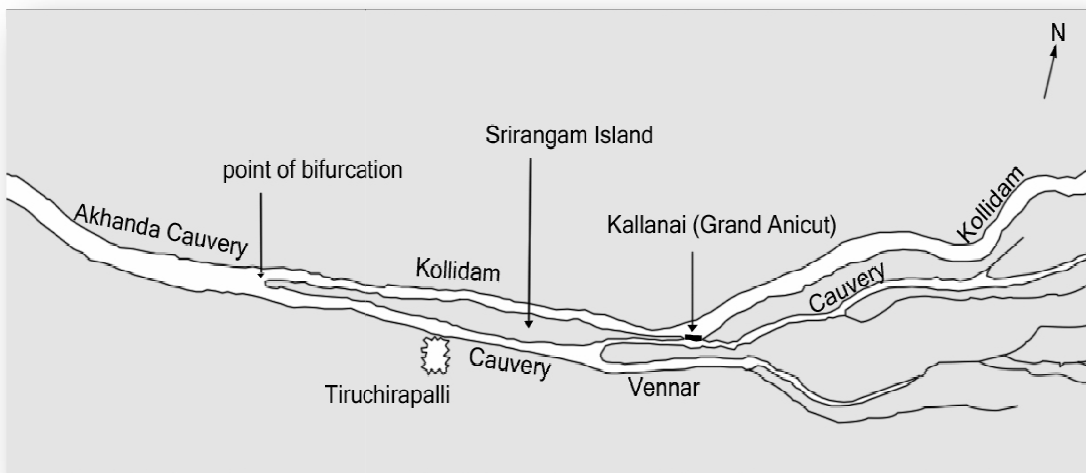 N
Srirangam Island
point of bifurcation
Kollidam
Akhanda Cauvery
Kallanai (Grand Anicut)
Kollidam
Cauvery
Cauvery
Tiruchirapalli
Vennar